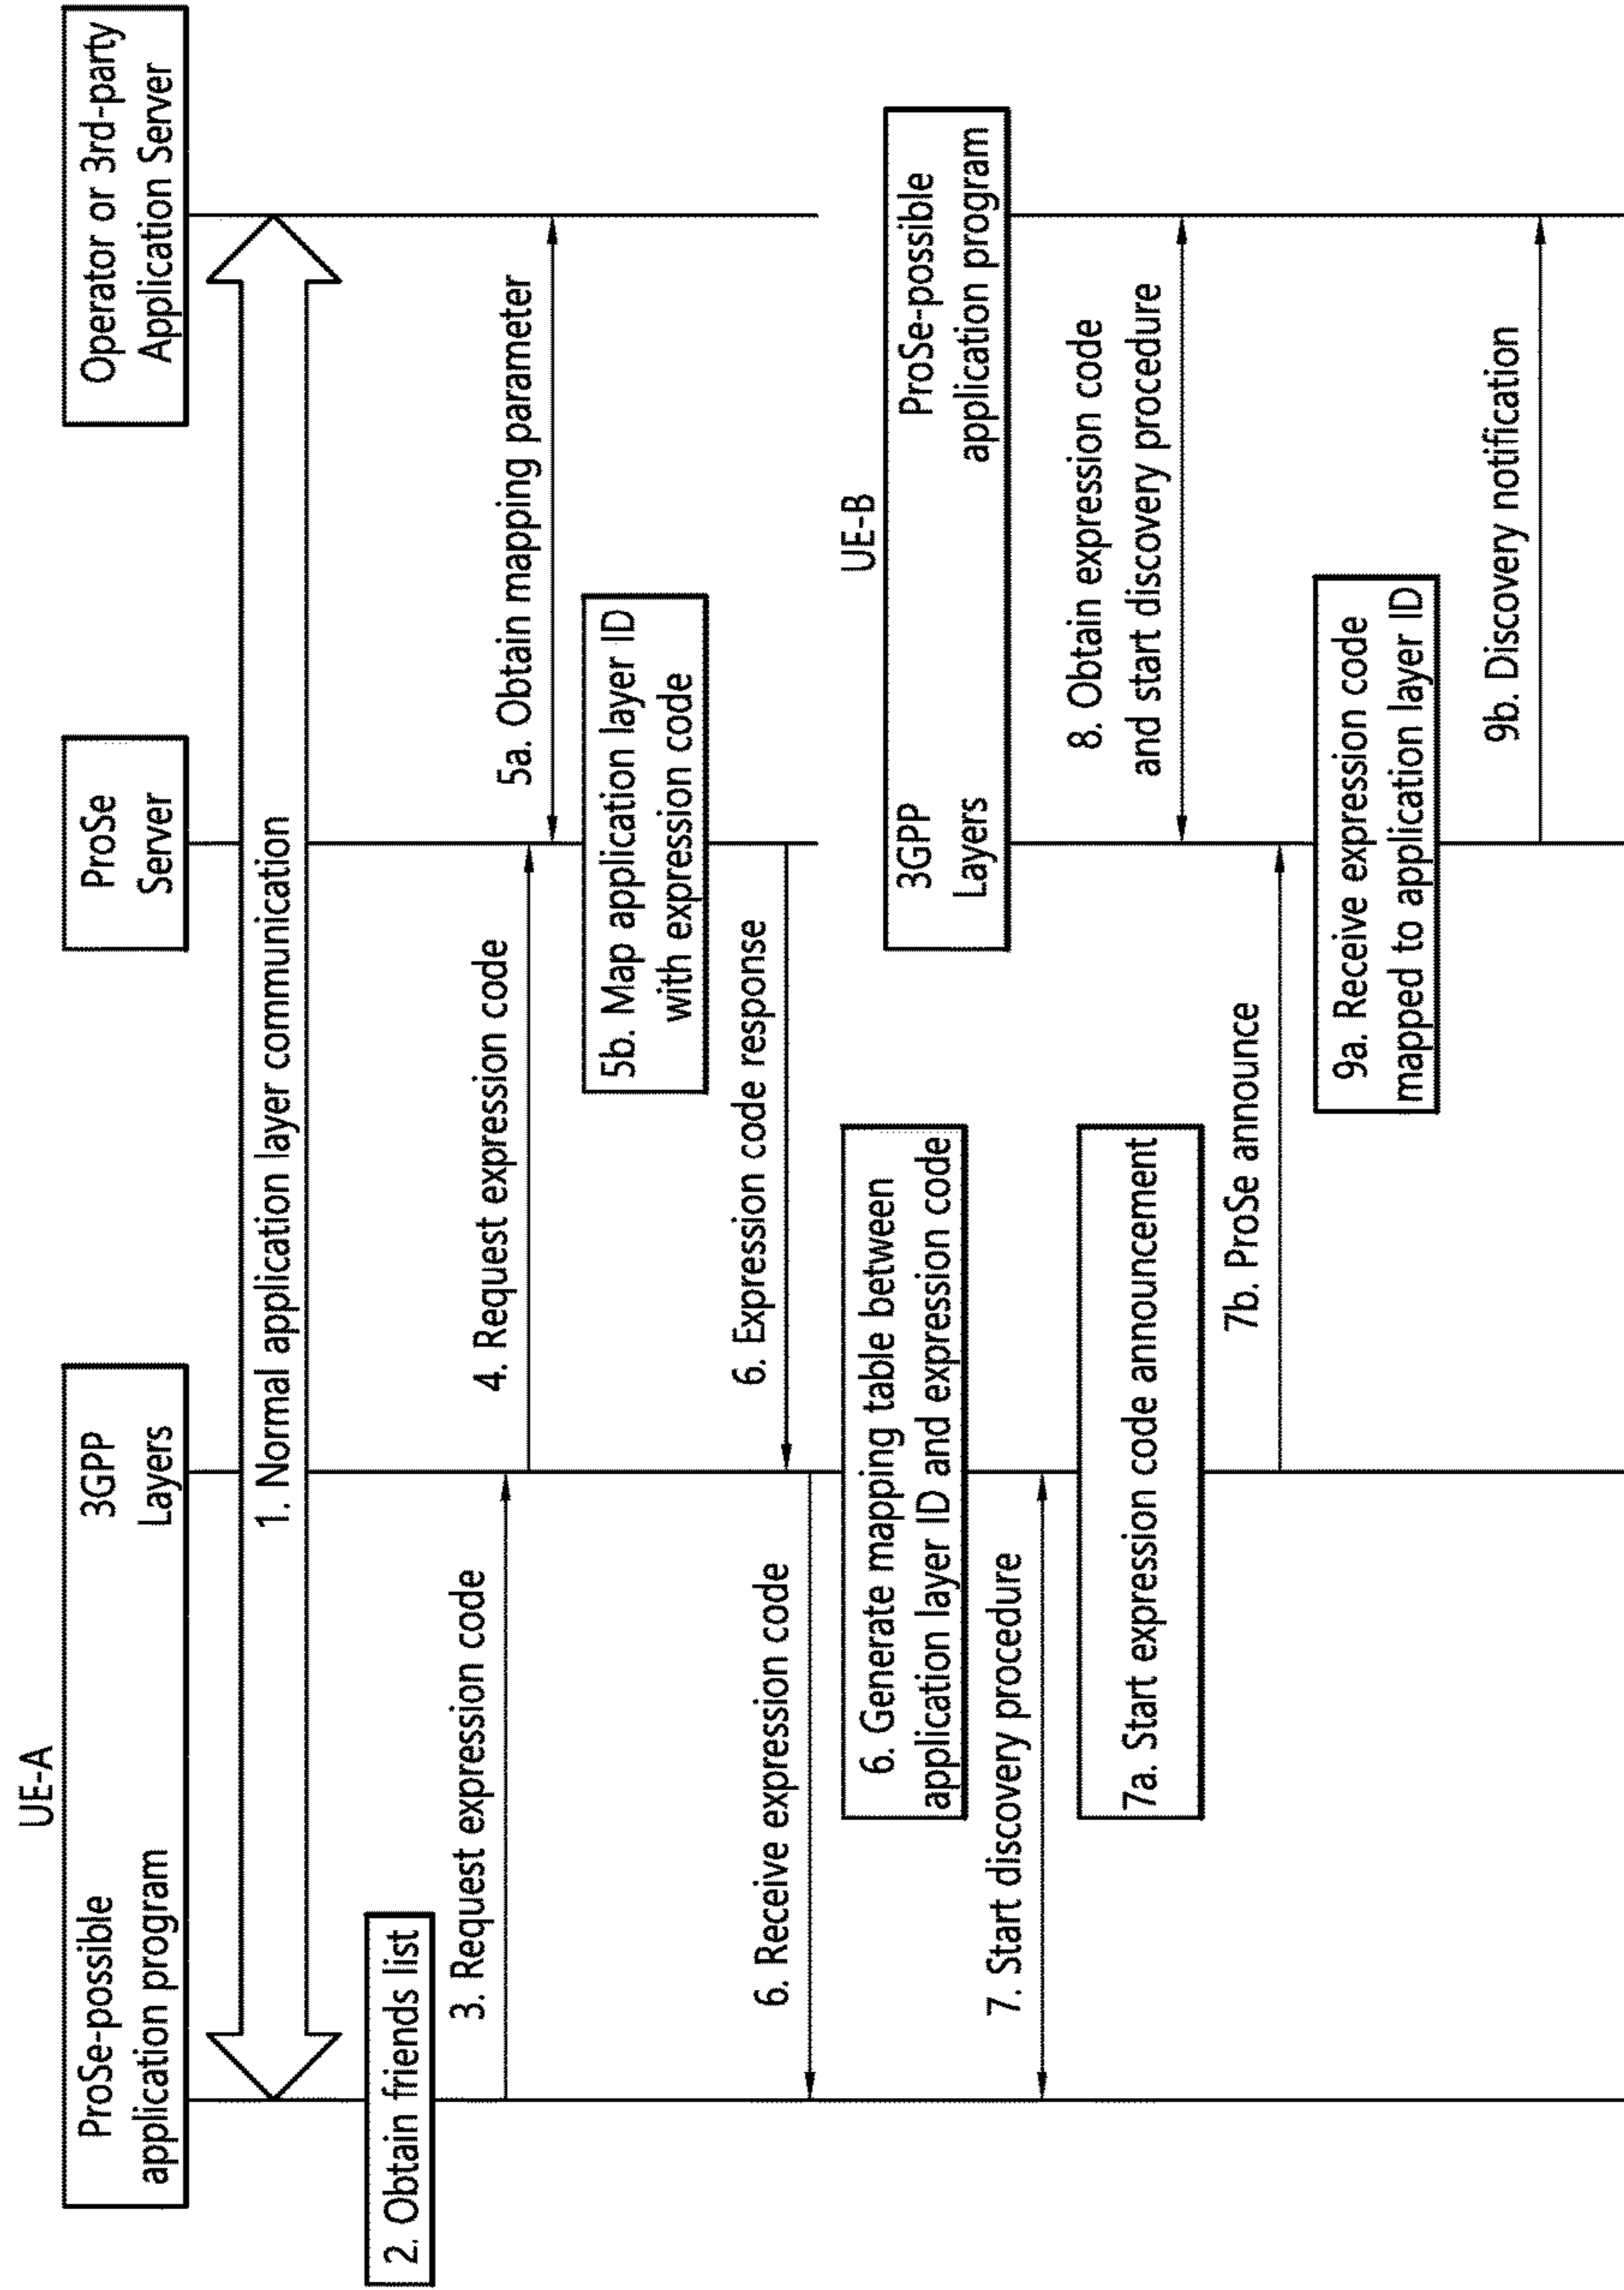 UE-A
ProSe-possible
application program
3GPP
Layers
ProSe
Server
Operator or 3rd-party
Application Server
1. Normal application layer communication
2. Obtain friends list
3. Request expression code
4. Request expression code
5a. Obtain mapping parameter
5b. Map application layer ID
with expression code
6. Expression code response
6. Receive expression code
6. Generate mapping table between
application layer ID and expression code
UE-B
3GPP
Layers
ProSe-possible
application program
7. Start discovery procedure
7a. Start expression code announcement
8. Obtain expression code
and start discovery procedure
7b. ProSe announce
9a. Receive expression code
mapped to application layer ID
9b. Discovery notification